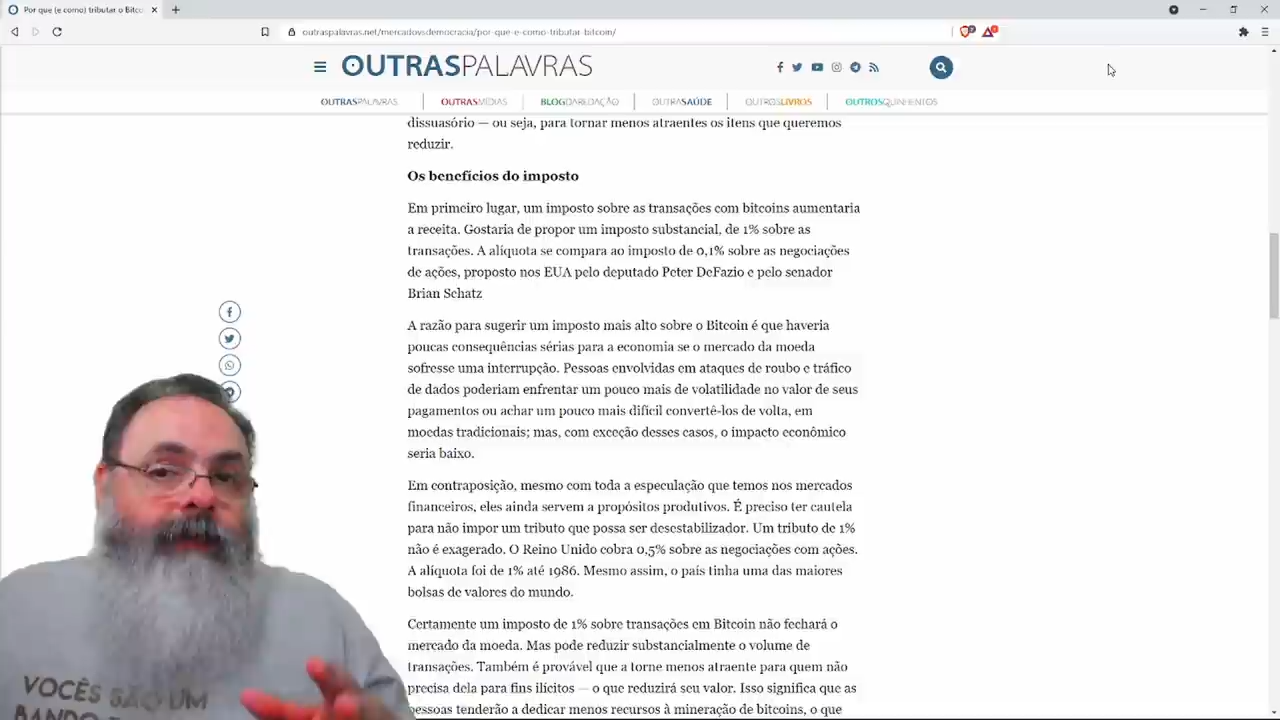 Por que (e como) tributar o Bitco
outraspalavras.net/mercadovsdemocracia/por-que-e-como-tributar-bitcoin/
OUTRASPALAVRAS
OUTRASPALAVRAS
OUTRASMÍDIAS
BLOGDAREDAÇÃO
OUTRASAÚDE
OUTROSLIVROS
OUTROSQUINHENTOS
dissuasório — ou seja, para tornar menos atraentes os itens que queremos
reduzir.
Os benefícios do imposto
Em primeiro lugar, um imposto sobre as transações com bitcoins aumentaria
a receita. Gostaria de propor um imposto substancial, de 1% sobre as
transações. A alíquota se compara ao imposto de 0,1% sobre as negociações
de ações, proposto nos EUA pelo deputado Peter DeFazio e pelo senador
Brian Schatz
A razão para sugerir um imposto mais alto sobre o Bitcoin é que haveria
poucas consequências sérias para a economia se o mercado da moeda
sofresse uma interrupção. Pessoas envolvidas em ataques de roubo e tráfico
de dados poderiam enfrentar um pouco mais de volatilidade no valor de seus
pagamentos ou achar um pouco mais difícil convertê-los de volta, em
moedas tradicionais; mas, com exceção desses casos, o impacto econômico
seria baixo.
Em contraposição, mesmo com toda a especulação que temos nos mercados
financeiros, eles ainda servem a propósitos produtivos. É preciso ter cautela
para não impor um tributo que possa ser desestabilizador. Um tributo de 1%
não é exagerado. O Reino Unido cobra 0,5% sobre as negociações com ações.
A alíquota foi de 1% até 1986. Mesmo assim, o país tinha uma das maiores
bolsas de valores do mundo.
Certamente um imposto de 1% sobre transações em Bitcoin não fechará o
mercado da moeda. Mas pode reduzir substancialmente o volume de
transações. Também é provável que a torne menos atraente para quem não
precisa dela para fins ilícitos — o que reduzirá seu valor. Isso significa que as
pessoas tenderão a dedicar menos recursos à mineração de bitcoins, o que
VOCÊS SÃO UM
BANDO